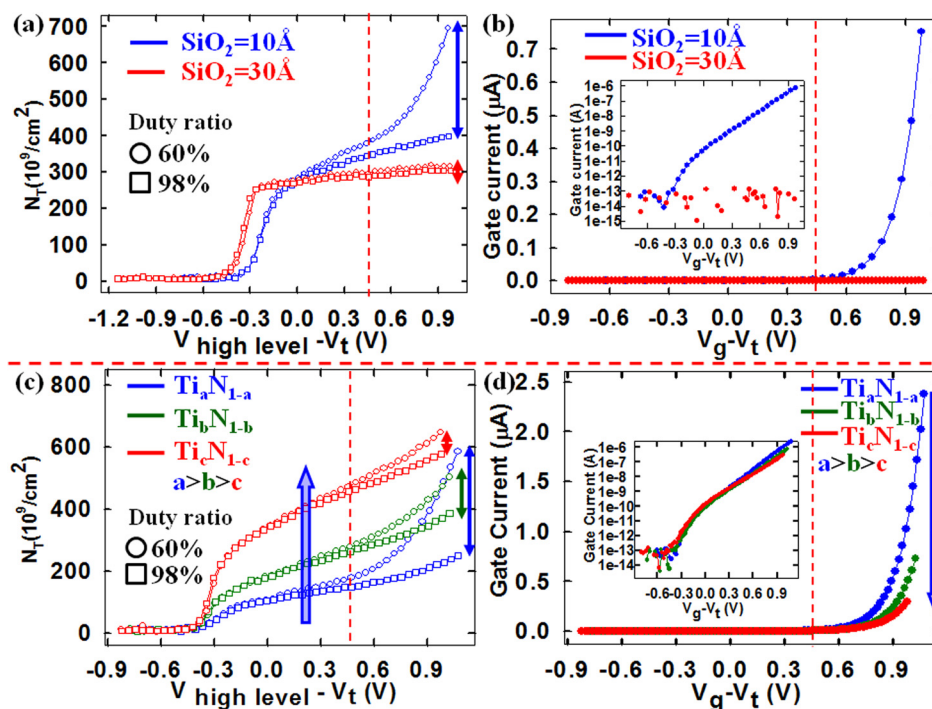 (a)
SiO₂=10Å
SiO₂=30Å
Duty ratio
60%
98%
N_T(10⁹/cm²)
700
600
500
400
300
200
100
0
-1.2 -0.9 -0.6 -0.3 0.0 0.3 0.6 0.9
V high level -Vₜ (V)
(b)
SiO₂=10Å
SiO₂=30Å
Gate current (μA)
0.7
0.6
0.5
0.4
0.3
0.2
0.1
0.0
-0.9 -0.6 -0.3 0.0 0.3 0.6 0.9
V_g-Vₜ (V)
Gate current (A)
1e-6
1e-7
1e-8
1e-9
1e-10
1e-11
1e-12
1e-13
1e-14
1e-15
-0.6 -0.3 0.0 0.3 0.6 0.9
V_g-Vₜ (V)
(c)
Ti_aN_1-a
Ti_bN_1-b
Ti_cN_1-c
a>b>c
Duty ratio
60%
98%
N_T(10⁹/cm²)
800
600
400
200
0
-0.9 -0.6 -0.3 0.0 0.3 0.6 0.9
V high level - Vₜ (V)
(d)
Ti_aN_1-a
Ti_bN_1-b
Ti_cN_1-c
a>b>c
Gate Current (μA)
2.5
2.0
1.5
1.0
0.5
0.0
-0.9 -0.6 -0.3 0.0 0.3 0.6 0.9
V_g-Vₜ (V)
Gate Current (A)
1e-6
1e-7
1e-8
1e-9
1e-10
1e-11
1e-12
1e-13
1e-14
-0.6 -0.3 0.0 0.3 0.6 0.9
V_g-Vₜ (V)